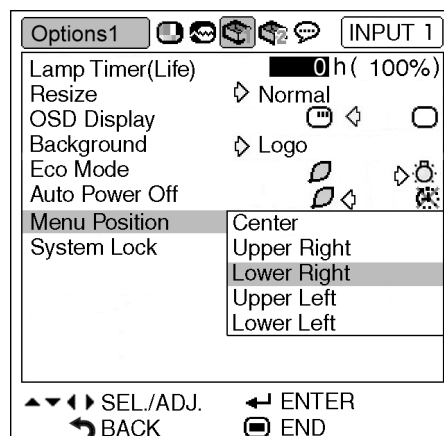 Options1 INPUT 1
Lamp Timer(Life) 0 h( 100%)
Resize Normal
OSD Display
Background Logo
Eco Mode
Auto Power Off
Menu Position Center
System Lock Upper Right
Lower Right
Upper Left
Lower Left
SEL./ADJ. ENTER
BACK END